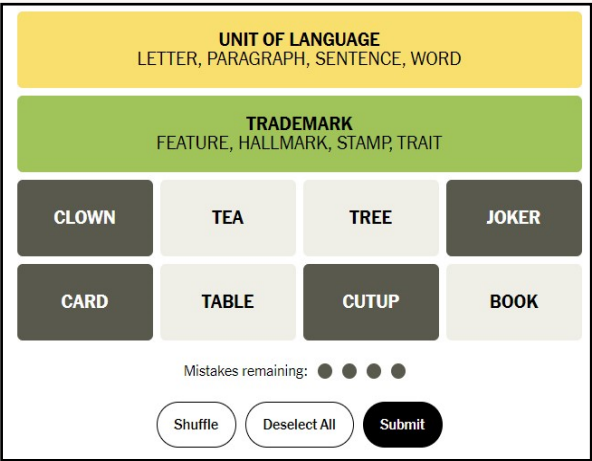 UNIT OF LANGUAGE
LETTER, PARAGRAPH, SENTENCE, WORD
TRADEMARK
FEATURE, HALLMARK, STAMP, TRAIT
CLOWN TEA TREE JOKER
CARD TABLE CUTUP BOOK
Mistakes remaining:
Shuffle Deselect All Submit